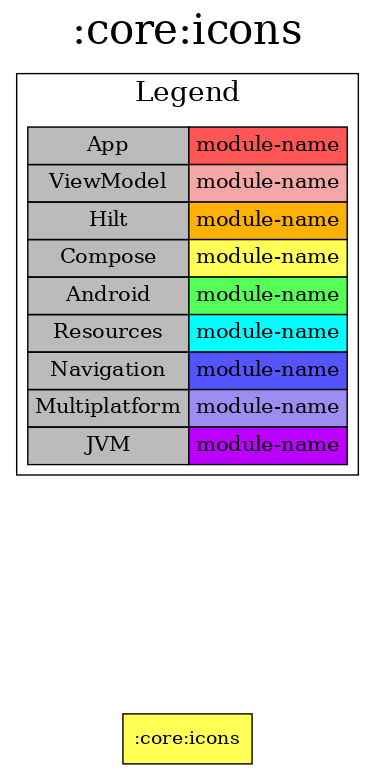 :core:icons
Legend
App module-name
ViewModel module-name
Hilt module-name
Compose module-name
Android module-name
Resources module-name
Navigation module-name
Multiplatform module-name
JVM module-name
:core:icons